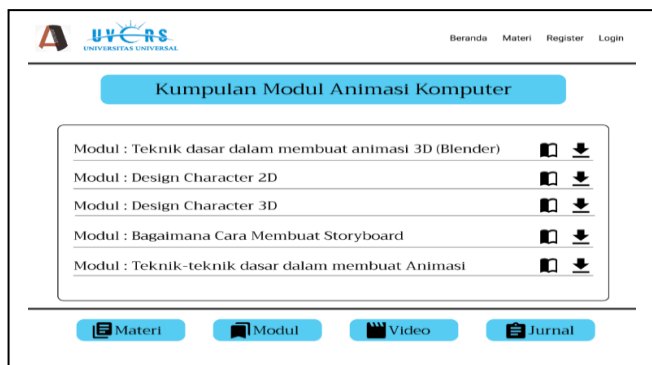 UVERS
UNIVERSITAS UNIVERSAL
Beranda Materi Register Login
Kumpulan Modul Animasi Komputer
Modul : Teknik dasar dalam membuat animasi 3D (Blender)
Modul : Design Character 2D
Modul : Design Character 3D
Modul : Bagaimana Cara Membuat Storyboard
Modul : Teknik-teknik dasar dalam membuat Animasi
Materi Modul Video Jurnal